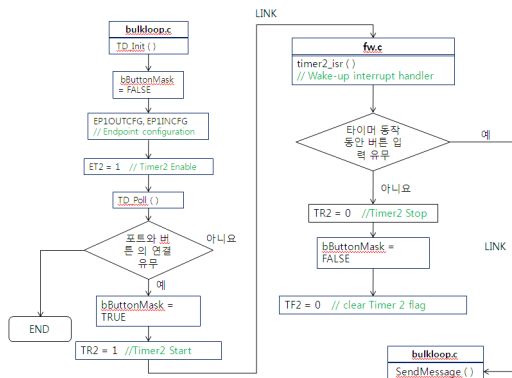 LINK
bulkloop.c
TD_Init ( )
bButtonMask
= FALSE
EP1OUTCFG, EP1INCFG
// Endpoint configuration
ET2 = 1 // Timer2 Enable
TD_Poll ( )
포트와 버
튼 의 연결
유무
아니요
예
END
bButtonMask =
TRUE
TR2 = 1 //Timer2 Start
fw.c
timer2_isr ( )
// Wake-up interrupt handler
타이머 동작
동안 버튼 입
력 유무
예
아니요
TR2 = 0 //Timer2 Stop
bButtonMask =
FALSE
LINK
TF2 = 0 // clear Timer 2 flag
bulkloop.c
SendMessage ( )